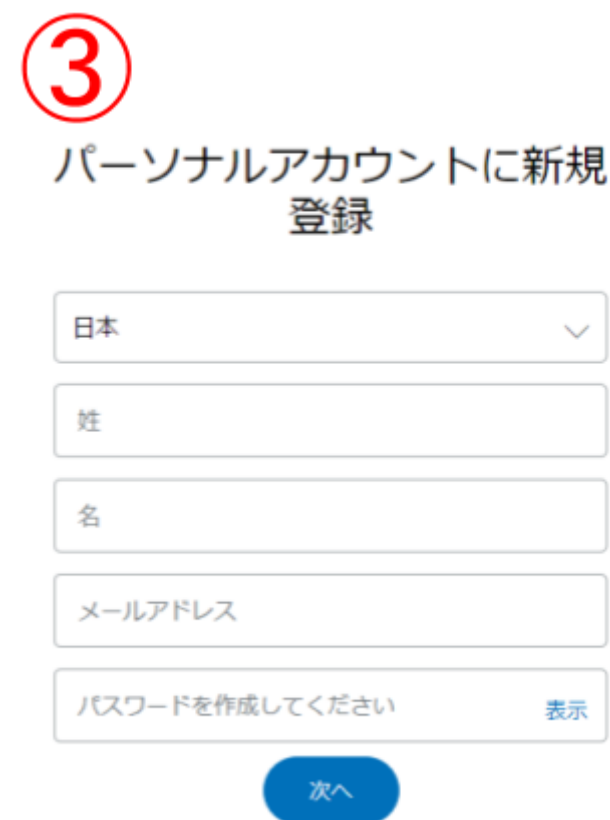 ③
パーソナルアカウントに新規
登録
日本
姓
名
メールアドレス
パスワードを作成してください 表示
次へ